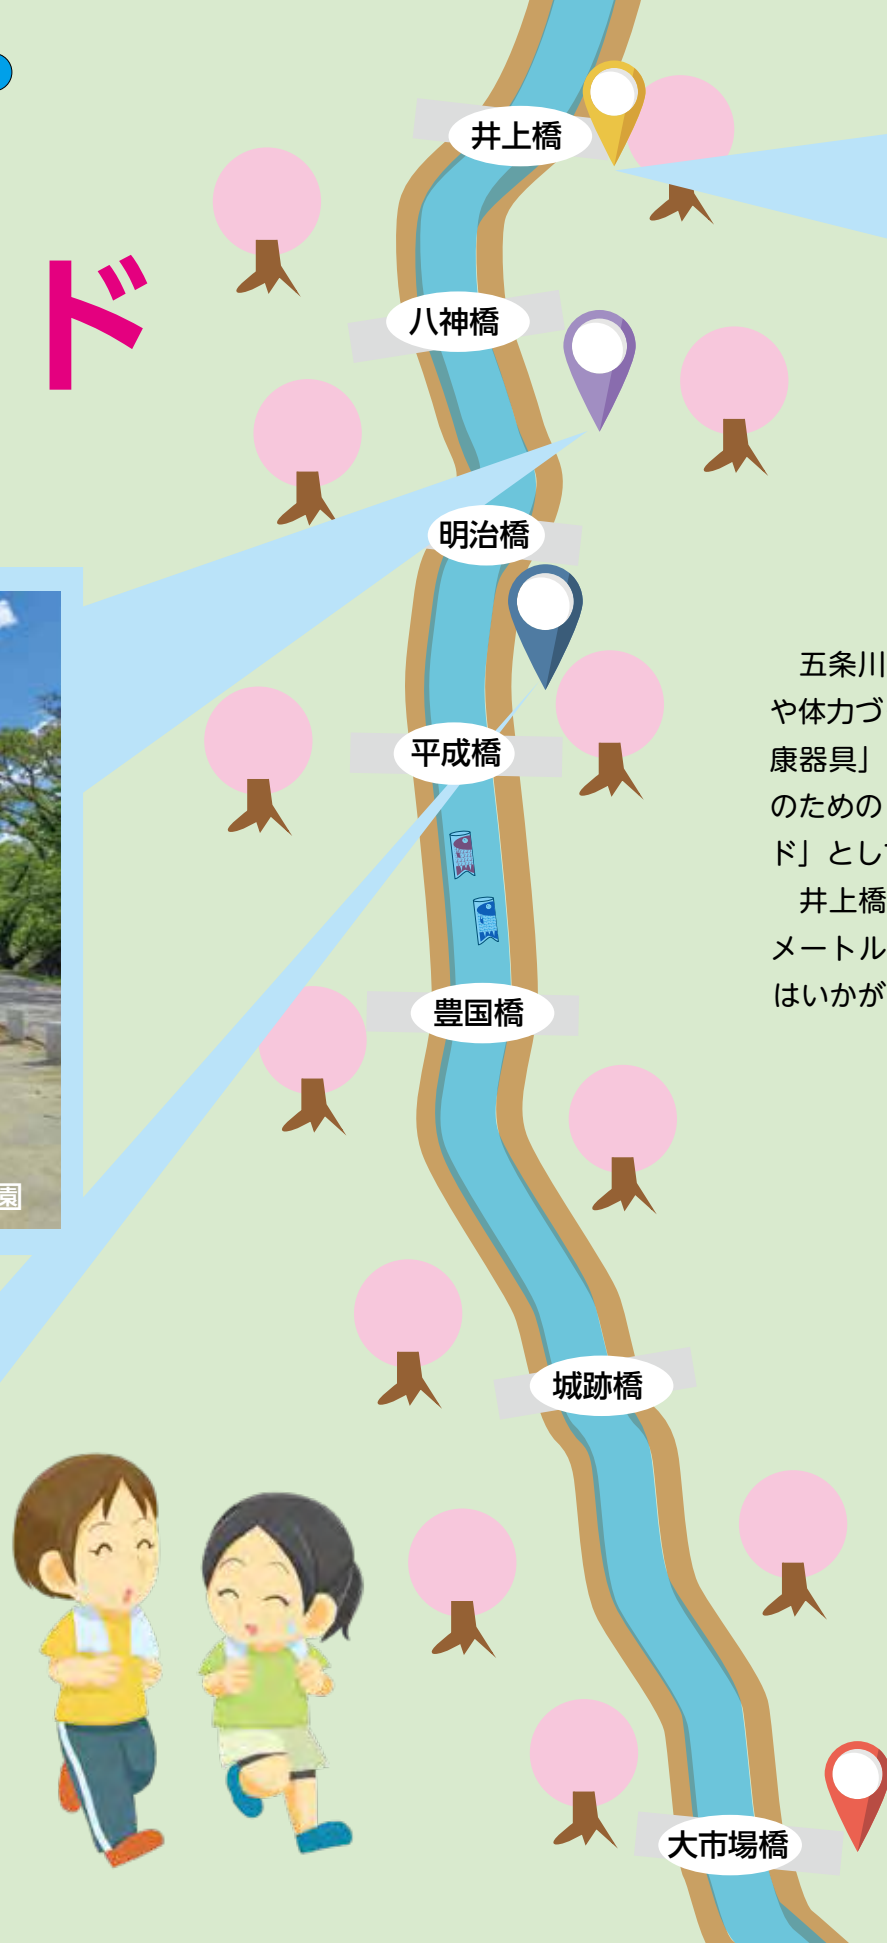 井上橋
ド
八神橋
明治橋
平成橋
豊国橋
城跡橋
大市場橋
五条川
や体力づ
康器具」
のための
ド」とし
井上橋
メートル
はいかが
園